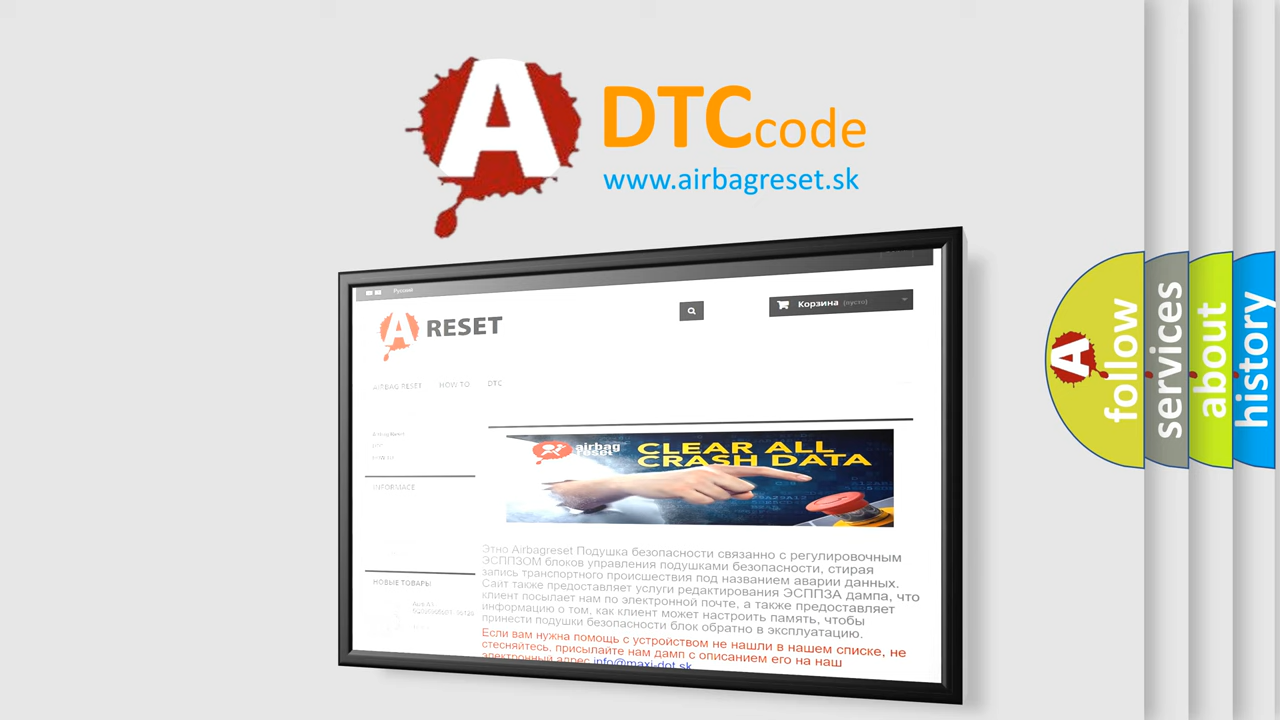 A
DTCcode
www.airbagreset.sk
Русский
A RESET
Корзина (пусто)
AIRBAG RESET HOW TO DTC
Airbag Reset
INFORMACE
airbag
reset
CLEAR ALL
CRASH DATA
Этно Airbagreset Подушка безопасности связанно с регулировочным
ЭСППЗОМ блоков управления подушками безопасности, стирая
запись транспортного происшествия под названием аварии данных.
Сайт также предоставляет услуги редактирования ЭСППЗА дампа, что
клиент посылает нам по электронной почте, а также предоставляет
информацию о том, как клиент может настроить память, чтобы
принести подушки безопасности блок обратно в эксплуатацию.
Если вам нужна помощь с устройством не нашли в нашем списке, не
стесняйтесь, присылайте нам дамп с описанием его на наш
электронный адрес info@maxi-dot.sk
НОВЫЕ ТОВАРЫ
A
follow
services
about
history